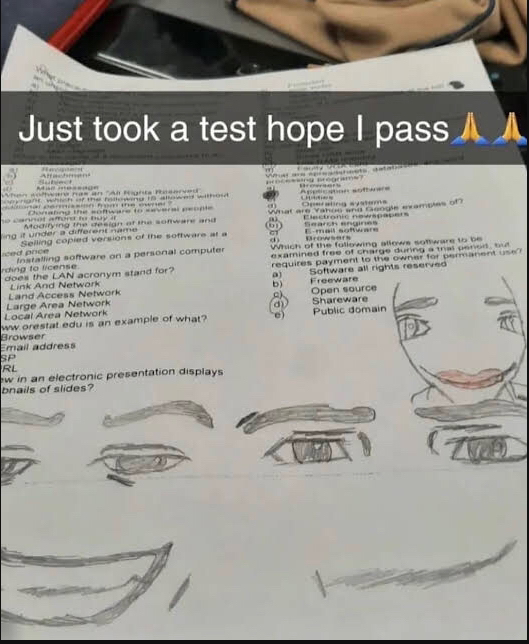 Just took a test hope I pass🙏🙏
Recipient
Attachment
Subject
Mail message
When software has an "All Rights Reserved"
copyright, which of the following is allowed without
additional permission from the owner?
Donating the software to several people
who cannot afford to buy it
Modifying the design of the software and
ing it under a different name
Selling copied versions of the software at a
ced price
Installing software on a personal computer
rding to license.
does the LAN acronym stand for?
Link And Network
Land Access Network
Large Area Network
Local Area Network
ww.orestat.edu is an example of what?
Browser
Email address
SP
RL
ew in an electronic presentation displays
bnails of slides?
What are spreadsheets, databases, and word
processing programs?
Browsers
Application software
Utilities
d) Operating systems
What are Yahoo and Google examples of?
a) Electronic newspapers
b) Search engines
c) E-mail software
d) Browsers
Which of the following allows software to be
examined free of charge during a trial period, but
requires payment to the owner for permanent use?
a) Software all rights reserved
b) Freeware
c) Open source
d) Shareware
e) Public domain